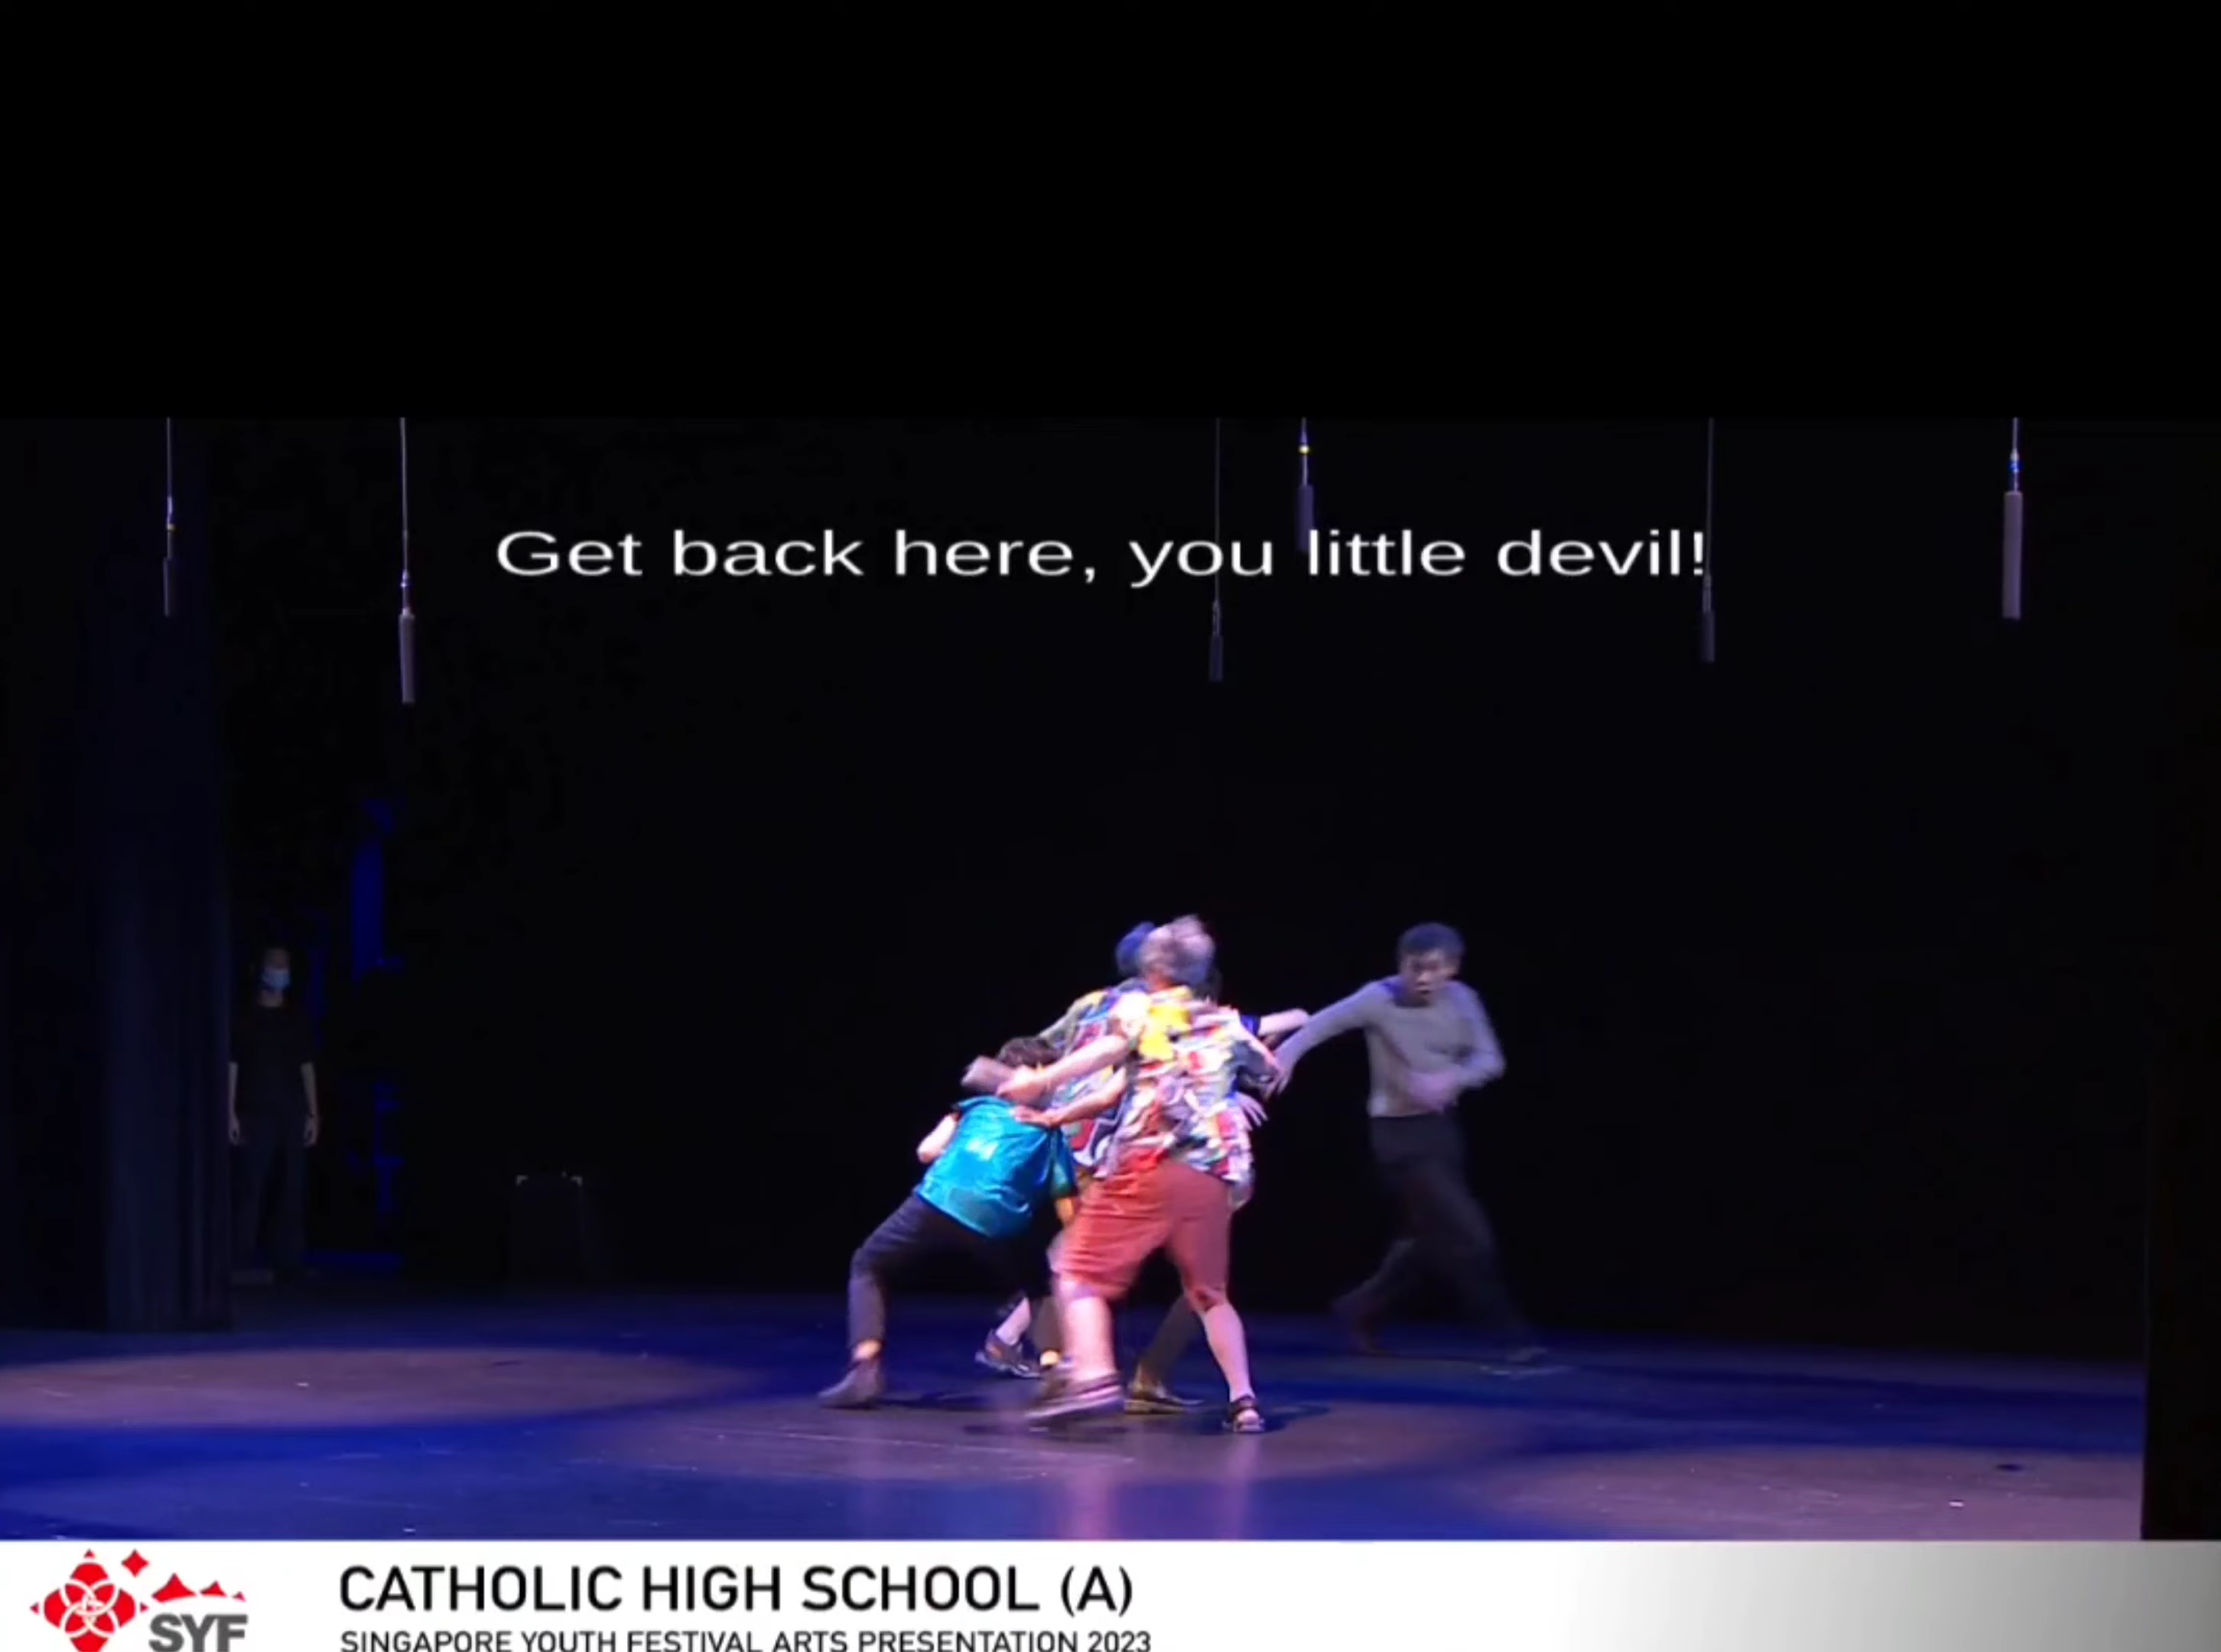 Get back here, you little devil!
CATHOLIC HIGH SCHOOL (A)
SYF
SINGAPORE YOUTH FESTIVAL ARTS PRESENTATION 2023